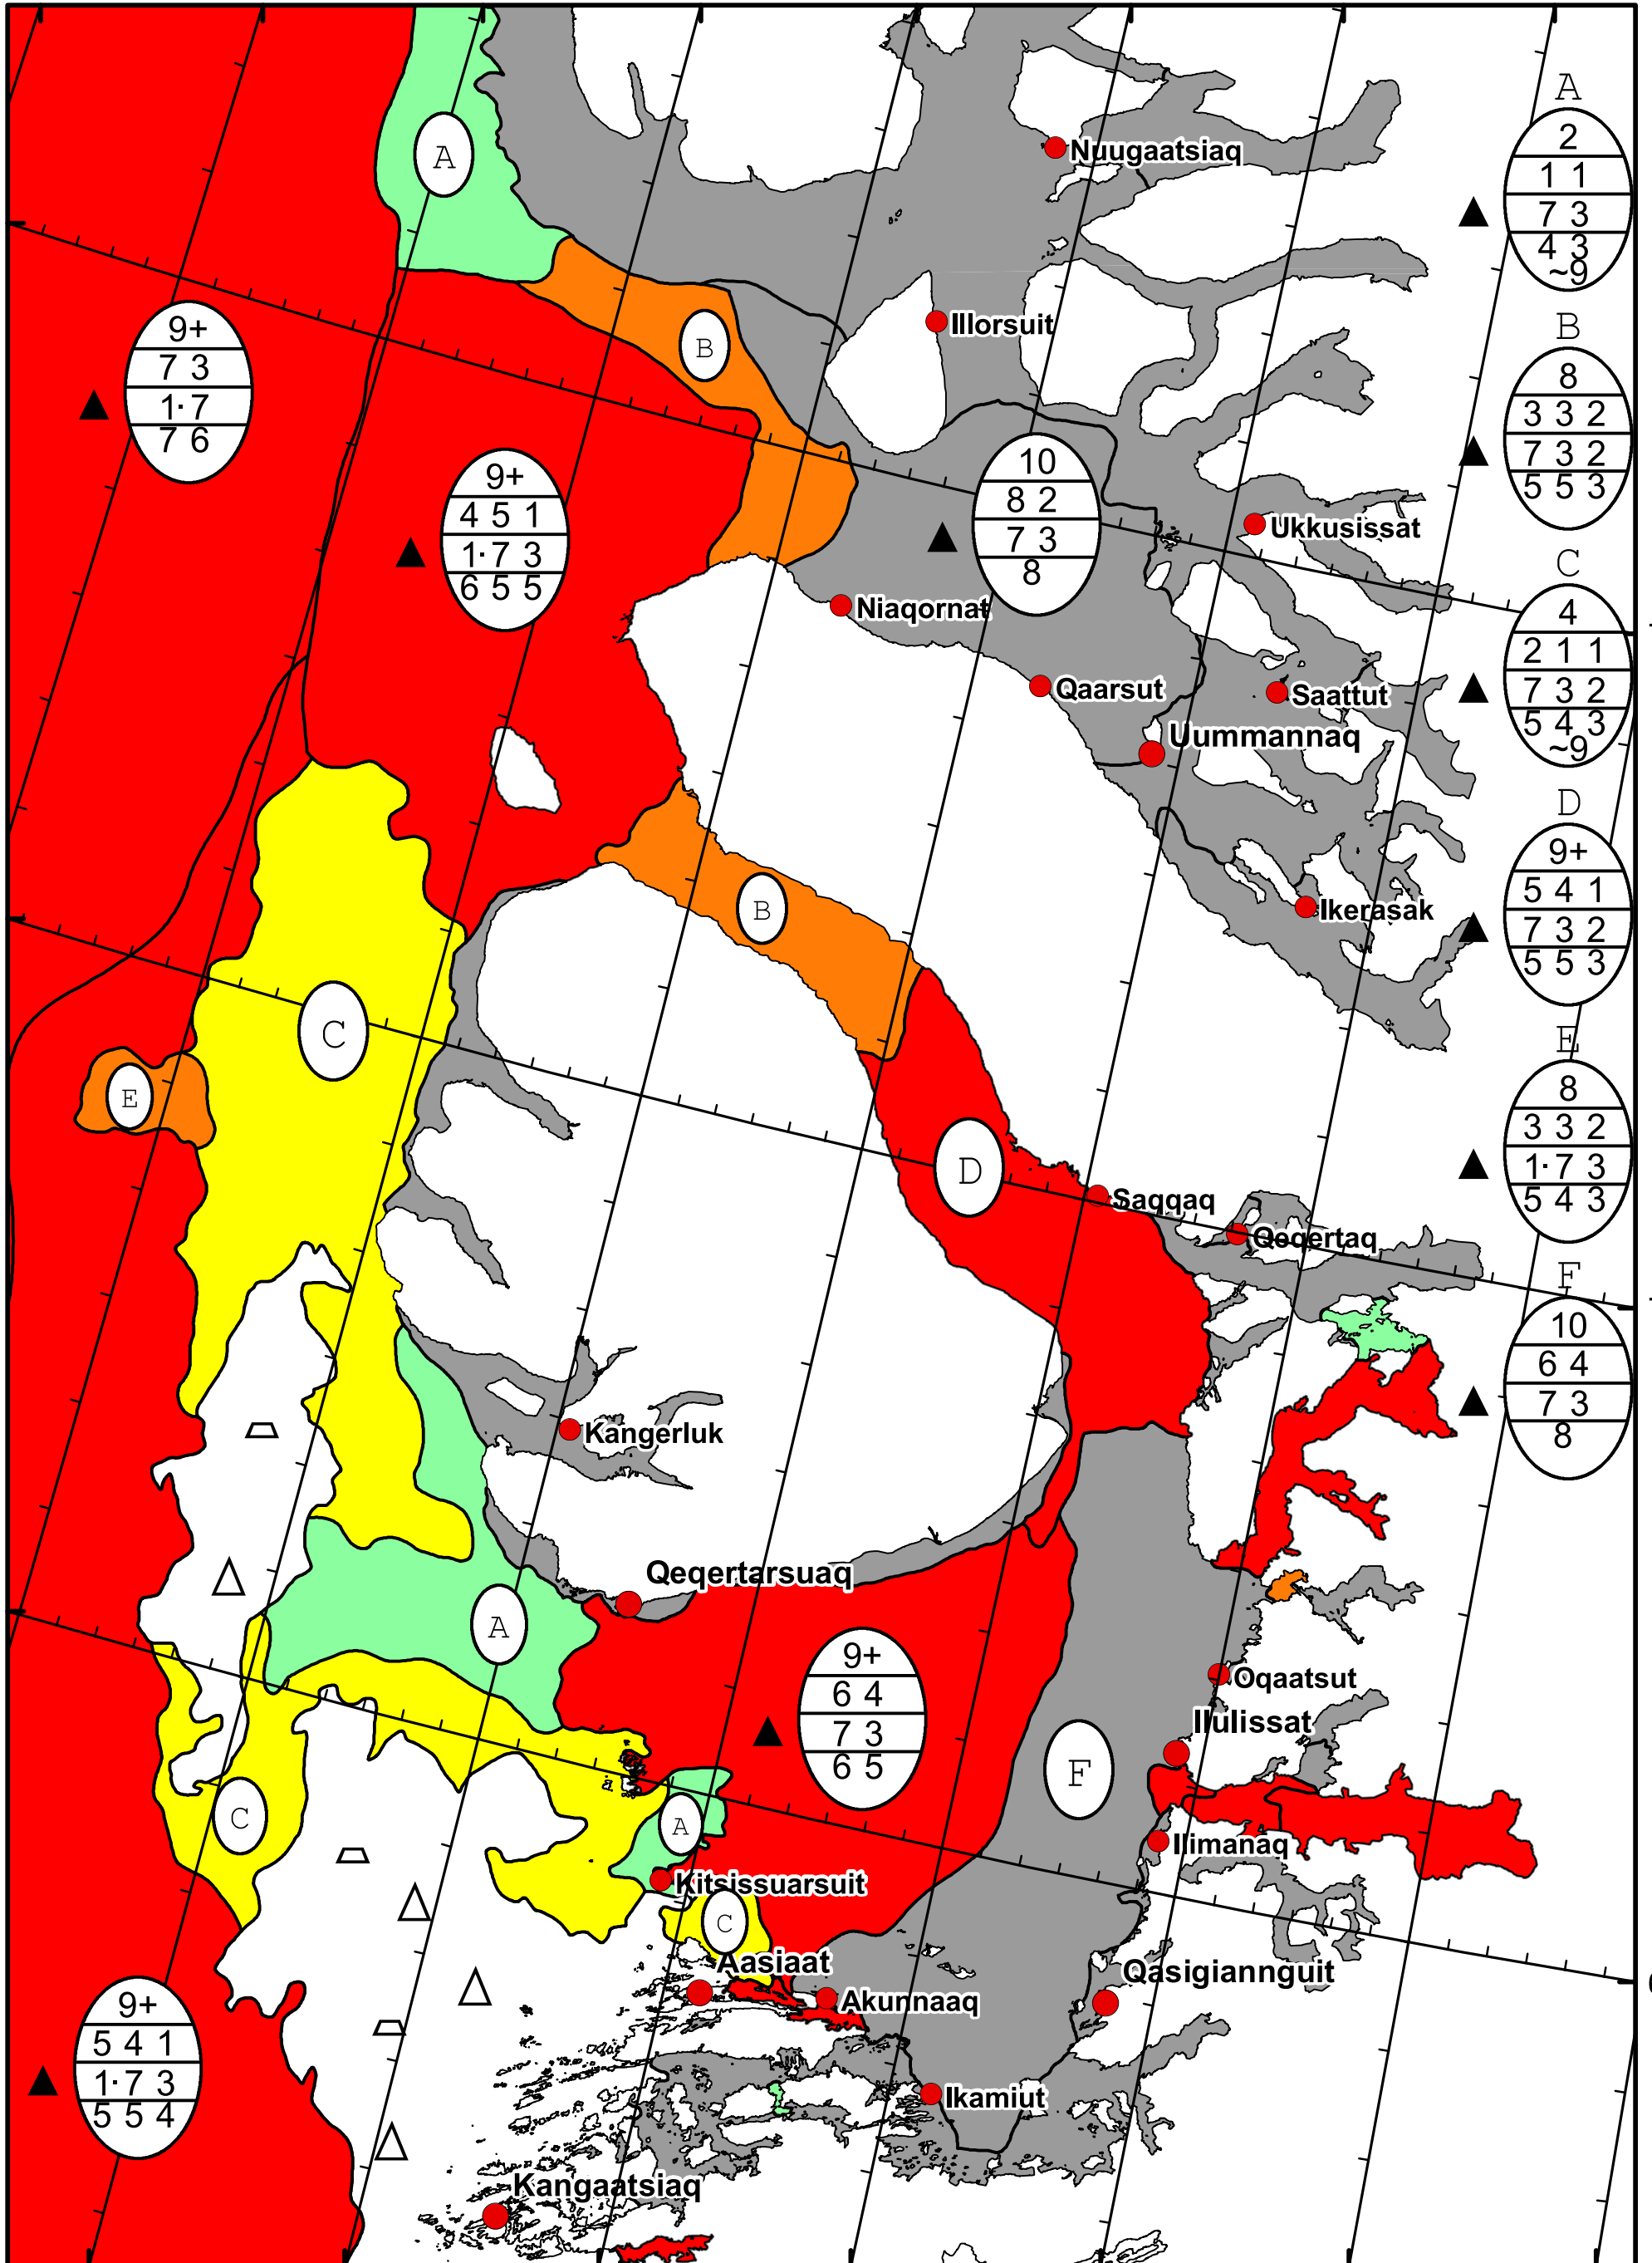 A
2
1 1
7 3
4 3
~9
A
Nuugaatsiaq
9+
7 3
1· 7
7 6
B
Illorsuit
B
8
3 3 2
7 3 2
5 5 3
9+
4 5 1
1· 7 3
6 5 5
10
8 2
7 3
8
Ukkusissat
Niaqornat
C
4
2 1 1
7 3 2
5 4 3
~9
Qaarsut
Saattut
Uummannaq
B
Ikerasak
D
9+
5 4 1
7 3 2
5 5 3
C
E
D
Saqqaq
Qeqertaq
E
8
3 3 2
1· 7 3
5 4 3
Kangerluk
F
10
6 4
7 3
8
Qeqertarsuaq
A
9+
6 4
7 3
6 5
Oqaatsut
Ilulissat
F
C
A
Ilimanaq
Kitsissuarsuit
C
Aasiaat
Akunnaaq
Qasigiannguit
9+
5 4 1
1· 7 3
5 5 4
Ikamiut
Kangaatsiaq